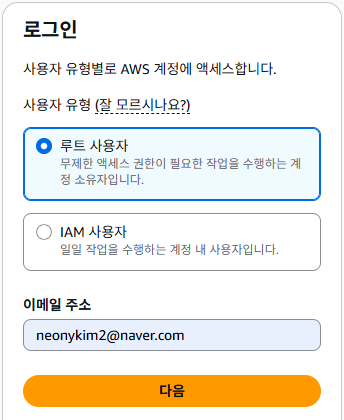 로그인
사용자 유형별로 AWS 계정에 액세스합니다.
사용자 유형 (잘 모르시나요?)
루트 사용자
무제한 액세스 권한이 필요한 작업을 수행하는 계
정 소유자입니다.
IAM 사용자
일일 작업을 수행하는 계정 내 사용자입니다.
이메일 주소
neonykim2@naver.com
다음